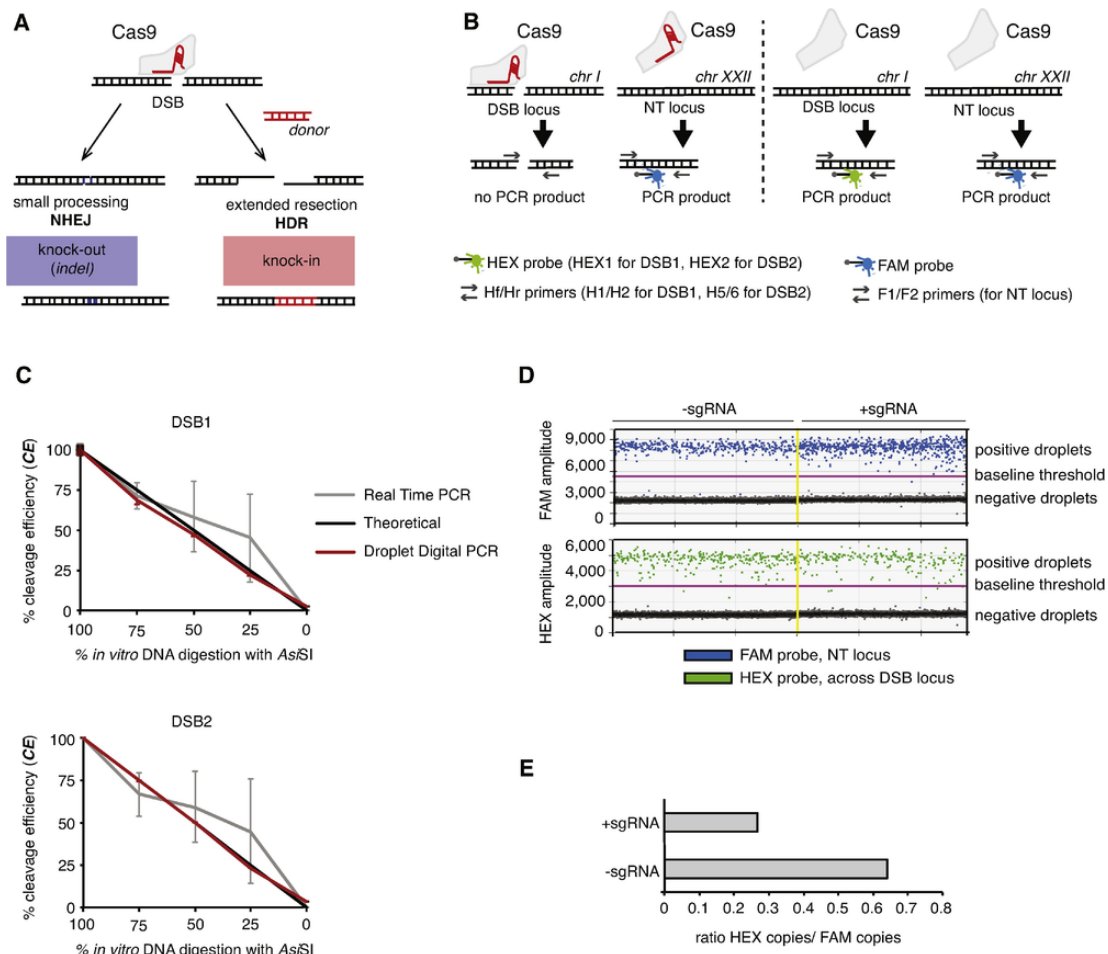 A
Cas9
DSB
donor
small processing
NHEJ
extended resection
HDR
knock-out
(indel)
knock-in
B
Cas9
Cas9
Cas9
Cas9
chr I
chr XXII
chr I
chr XXII
DSB locus
NT locus
DSB locus
NT locus
no PCR product
PCR product
PCR product
PCR product
HEX probe (HEX1 for DSB1, HEX2 for DSB2)
FAM probe
Hf/Hr primers (H1/H2 for DSB1, H5/6 for DSB2)
F1/F2 primers (for NT locus)
C
DSB1
% cleavage efficiency (CE)
100
75
50
25
0
100 75 50 25 0
% in vitro DNA digestion with AsiSI
Real Time PCR
Theoretical
Droplet Digital PCR
DSB2
% cleavage efficiency (CE)
100
75
50
25
0
100 75 50 25 0
% in vitro DNA digestion with AsiSI
D
-sgRNA
+sgRNA
FAM amplitude
9,000
6,000
3,000
0
positive droplets
baseline threshold
negative droplets
HEX amplitude
6,000
4,000
2,000
0
positive droplets
baseline threshold
negative droplets
FAM probe, NT locus
HEX probe, across DSB locus
E
+sgRNA
-sgRNA
0 0.1 0.2 0.3 0.4 0.5 0.6 0.7 0.8
ratio HEX copies/ FAM copies